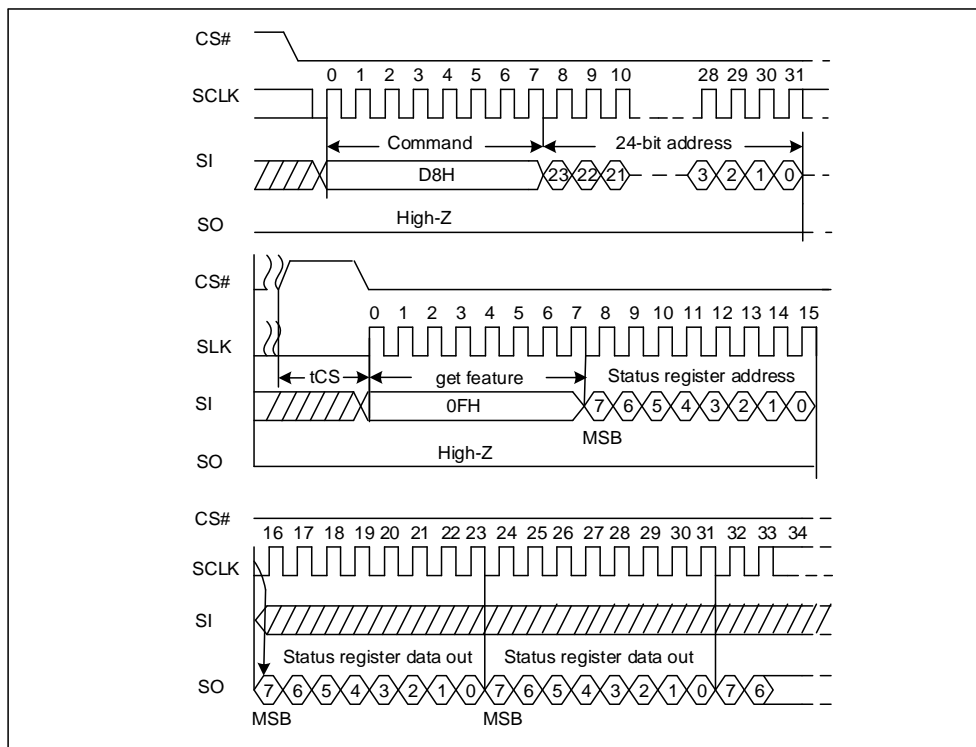 CS#
0 1 2 3 4 5 6 7 8 9 10 28 29 30 31
SCLK
Command 24-bit address
SI
D8H 23 22 21 3 2 1 0
High-Z
SO
CS#
0 1 2 3 4 5 6 7 8 9 10 11 12 13 14 15
SLK
tCS get feature Status register address
SI
0FH 7 6 5 4 3 2 1 0
MSB
High-Z
SO
CS#
16 17 18 19 20 21 22 23 24 25 26 27 28 29 30 31 32 33 34
SCLK
SI
Status register data out Status register data out
SO
7 6 5 4 3 2 1 0 7 6 5 4 3 2 1 0 7 6
MSB MSB